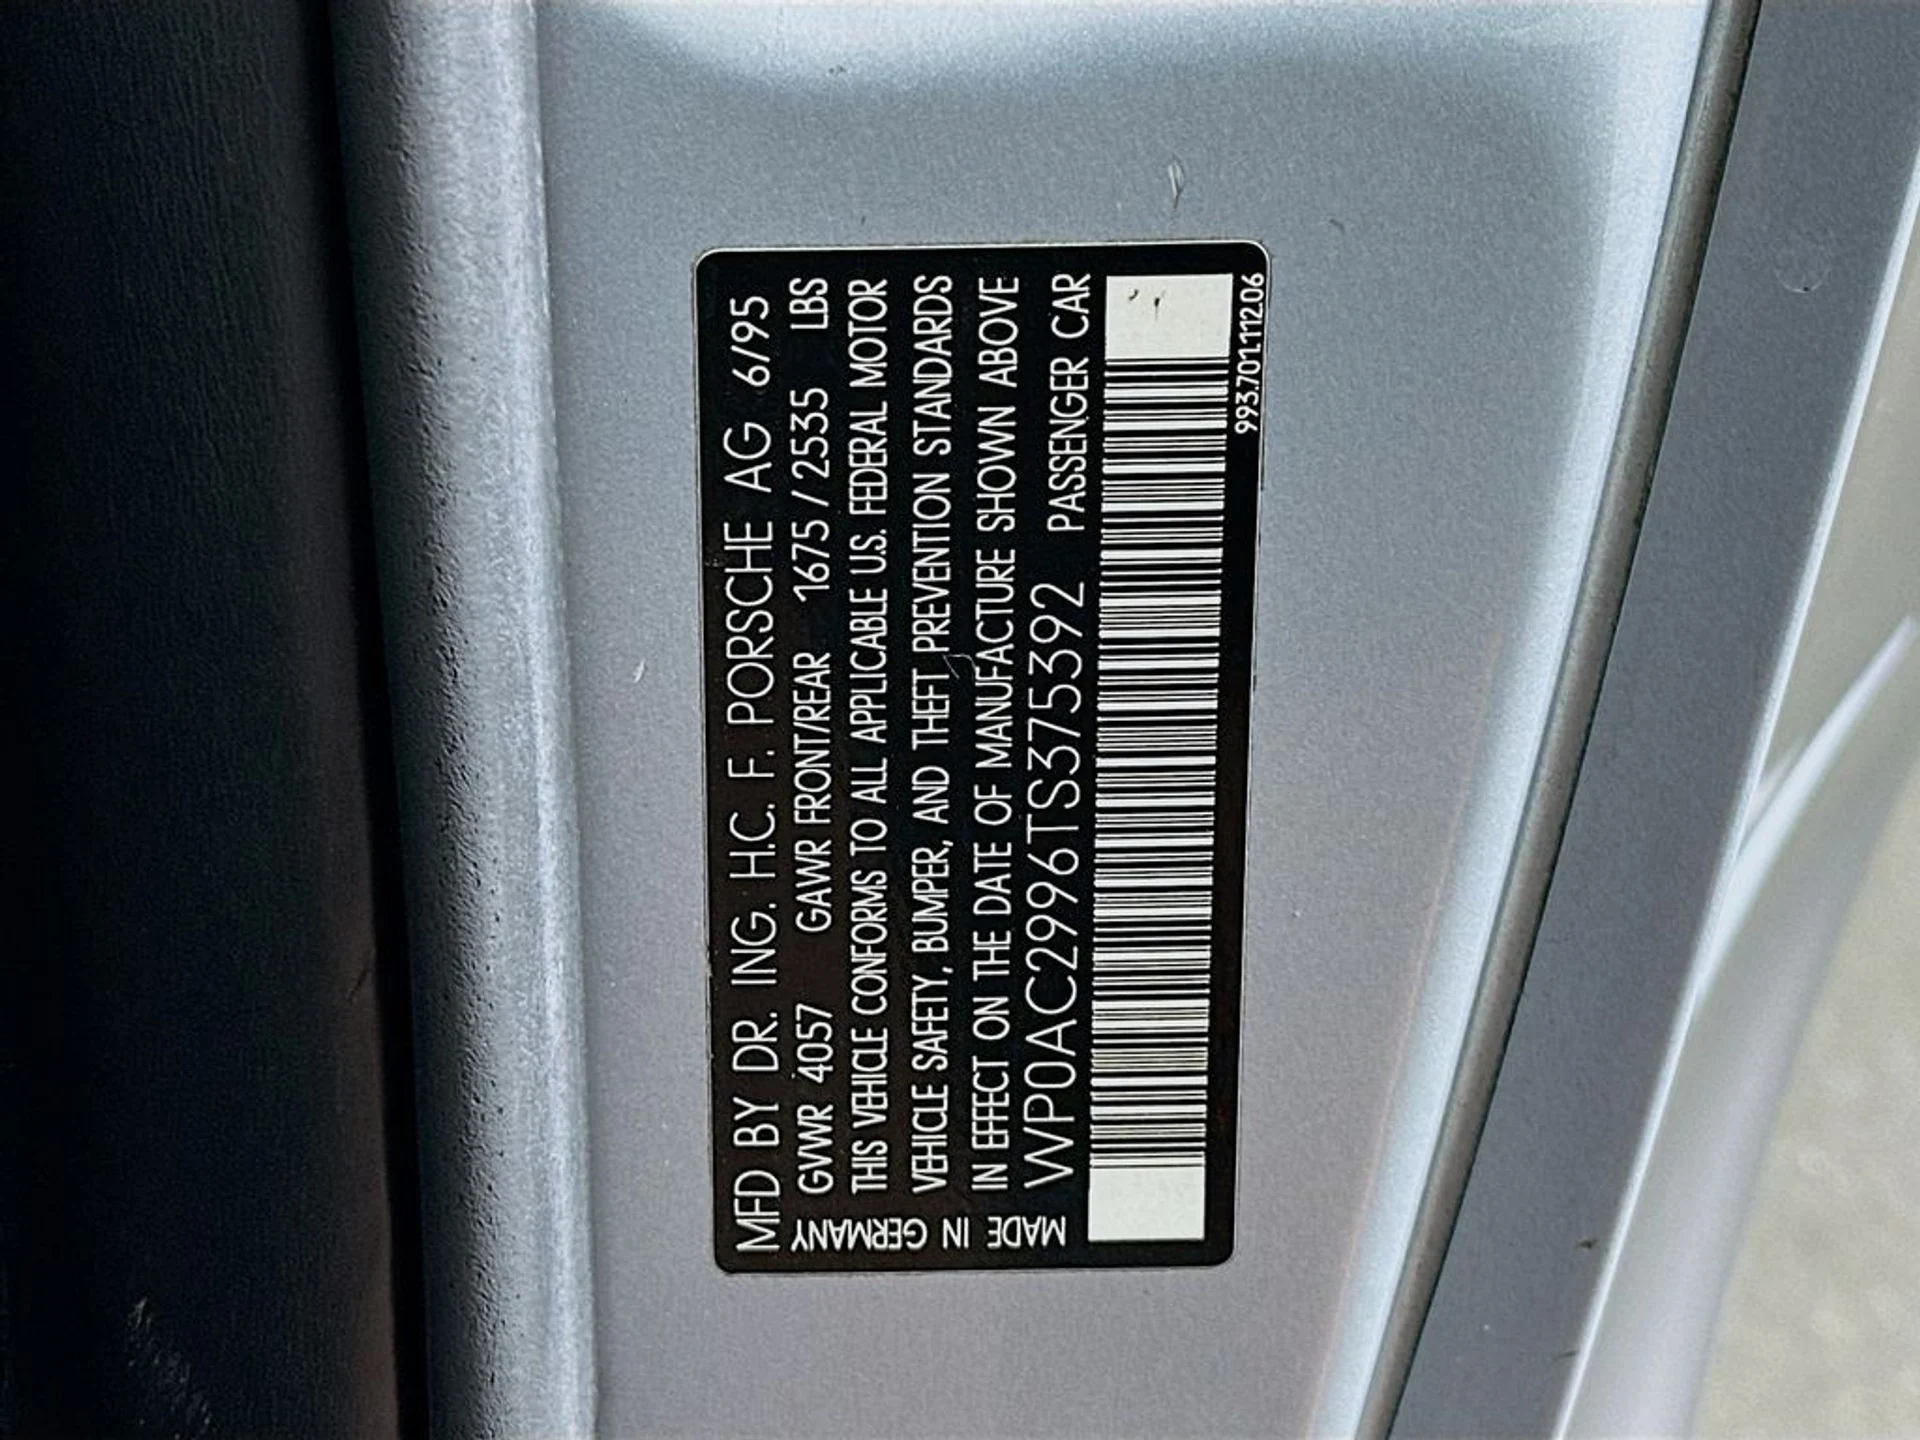 MFD BY DR. ING. H.C. F. PORSCHE AG 6/95
GVWR 4057 GAWR FRONT/REAR 1675/2535 LBS
THIS VEHICLE CONFORMS TO ALL APPLICABLE U.S. FEDERAL MOTOR
VEHICLE SAFETY, BUMPER, AND THEFT PREVENTION STANDARDS
IN EFFECT ON THE DATE OF MANUFACTURE SHOWN ABOVE
WP0AC2996TS375392 PASSENGER CAR
MADE IN GERMANY
993.701.112.06